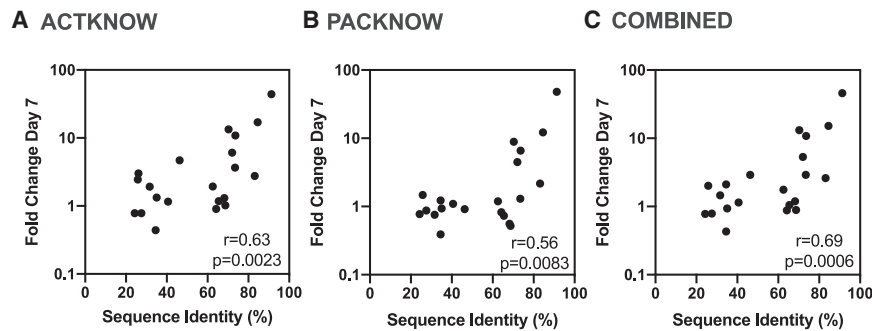 A ACTKNOW
Fold Change Day 7
100
10
1
0.1
0 20 40 60 80 100
Sequence Identity (%)
r=0.63
p=0.0023
B PACKNOW
Fold Change Day 7
100
10
1
0.1
0 20 40 60 80 100
Sequence Identity (%)
r=0.56
p=0.0083
C COMBINED
Fold Change Day 7
100
10
1
0.1
0 20 40 60 80 100
Sequence Identity (%)
r=0.69
p=0.0006